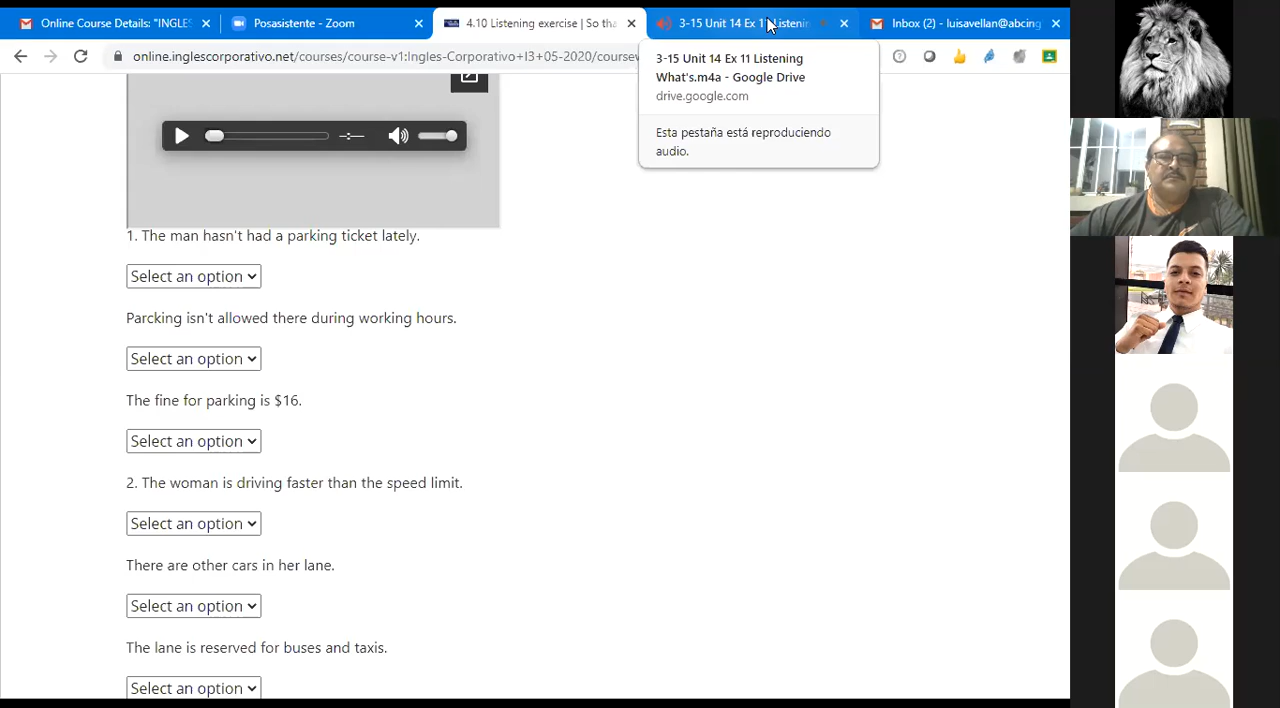 Online Course Details: "INGLES
Posasistente - Zoom
4.10 Listening exercise | So tha
3-15 Unit 14 Ex 11 Listenin
Inbox (2) - luisavellan@abcing
online.inglescorporativo.net/courses/course-v1:Ingles-Corporativo+I3+05-2020/coursew
3-15 Unit 14 Ex 11 Listening
What's.m4a - Google Drive
drive.google.com
Esta pestaña está reproduciendo
audio.
-:--
1. The man hasn't had a parking ticket lately.
Select an option
Parcking isn't allowed there during working hours.
Select an option
The fine for parking is $16.
Select an option
2. The woman is driving faster than the speed limit.
Select an option
There are other cars in her lane.
Select an option
The lane is reserved for buses and taxis.
Select an option